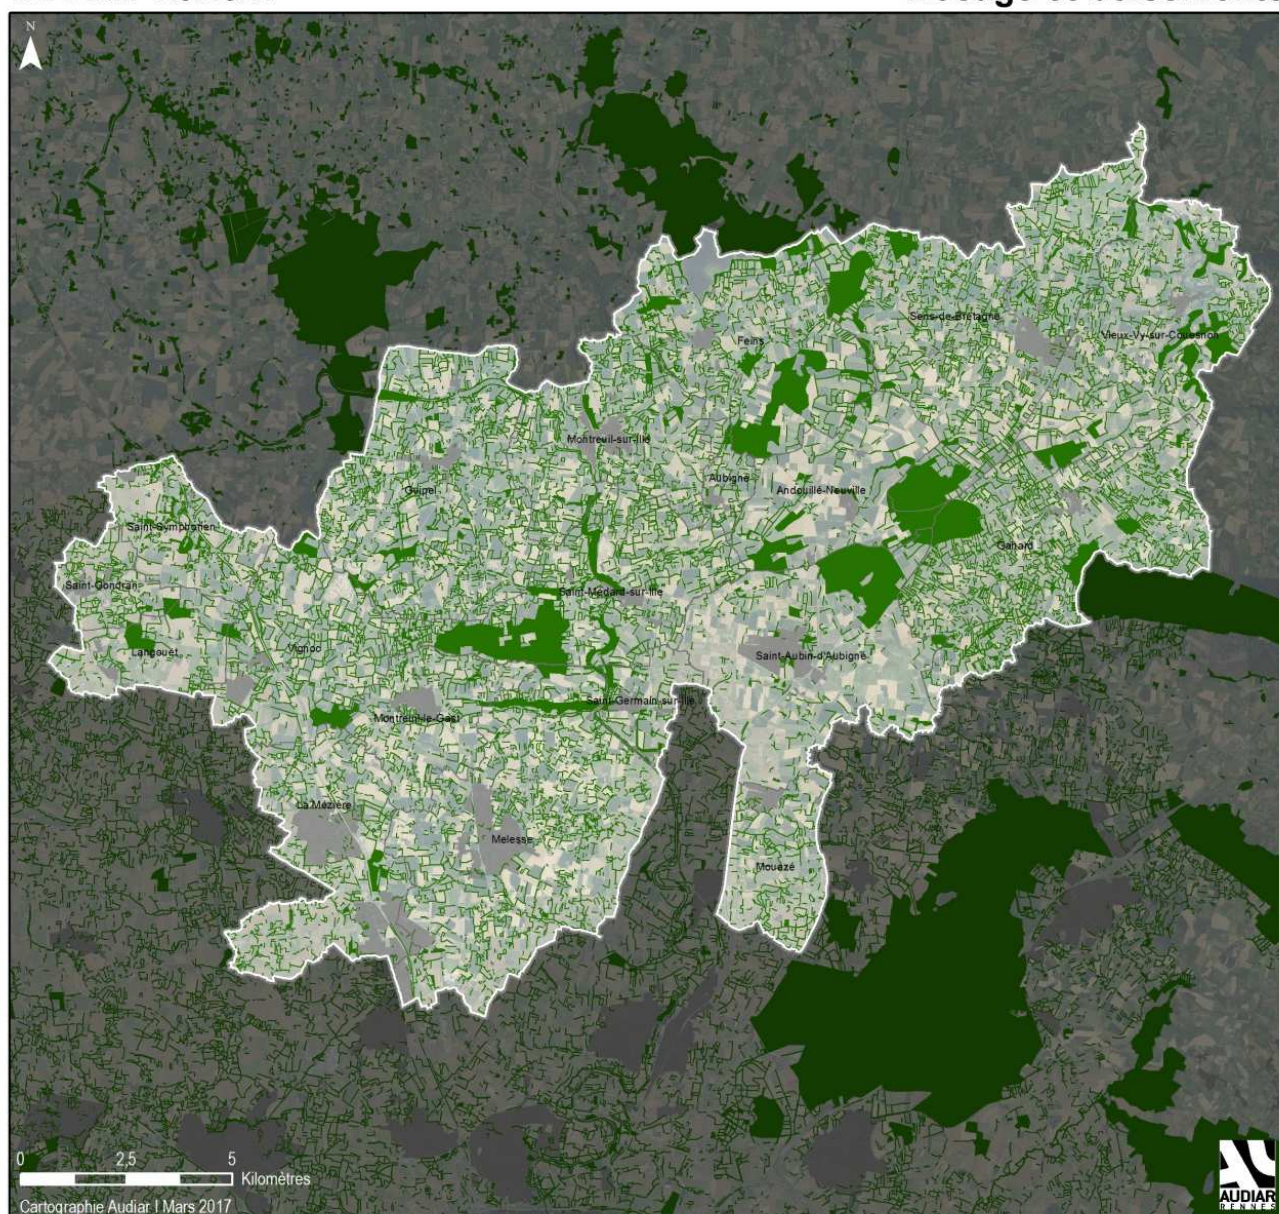 N
Sens-de-Bretagne
Vieux-Vy-sur-Couesnon
Feins
Montreuil-sur-Ille
Guipel
Aubigné
Andouillé-Neuville
Saint-Symphorien
Gahard
Saint-Gondran
Saint-Médard-sur-Ille
Langouet
Vignoc
Saint-Aubin-d'Aubigné
Saint-Germain-sur-Ille
Montreuil-le-Gast
La Mézière
Melesse
Mouazé
0 2,5 5
Kilomètres
Cartographie Audiar I Mars 2017
AUDIAR
RENNES